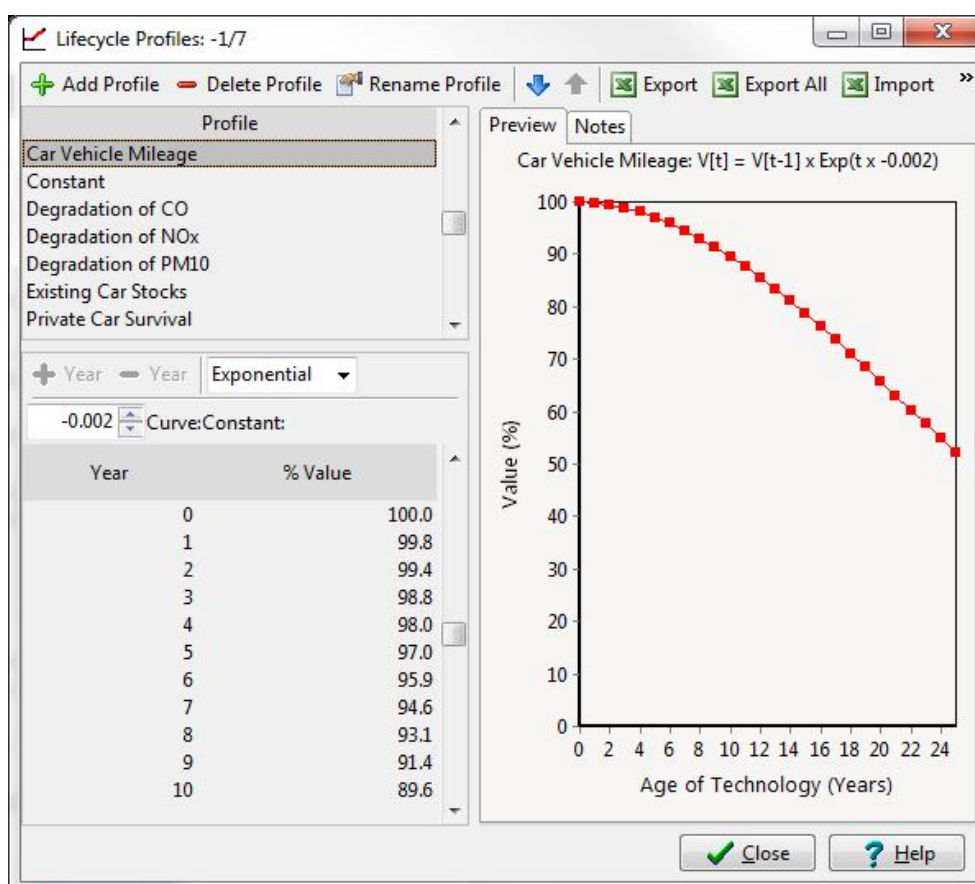 Lifecycle Profiles: -1/7
Add Profile Delete Profile Rename Profile Export Export All Import »
Profile
Car Vehicle Mileage
Constant
Degradation of CO
Degradation of NOx
Degradation of PM10
Existing Car Stocks
Private Car Survival
Year Year Exponential
-0.002 Curve:Constant:
Year % Value
0 100.0
1 99.8
2 99.4
3 98.8
4 98.0
5 97.0
6 95.9
7 94.6
8 93.1
9 91.4
10 89.6
Preview Notes
Car Vehicle Mileage: V[t] = V[t-1] x Exp(t x -0.002)
Value (%)
100
90
80
70
60
50
40
30
20
10
0
0 2 4 6 8 10 12 14 16 18 20 22 24
Age of Technology (Years)
Close Help